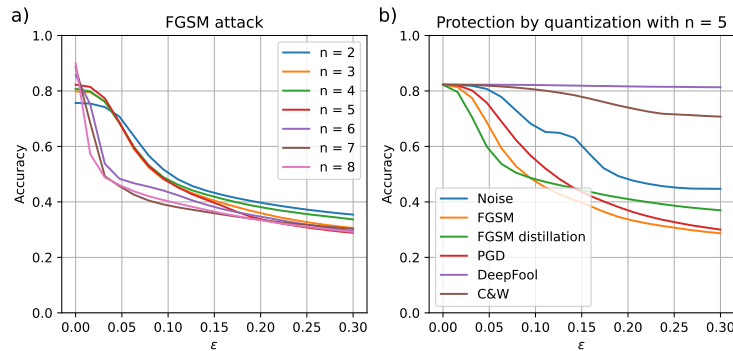 a)
FGSM attack
1.0
0.8
0.6
0.4
0.2
0.0
Accuracy
n = 2
n = 3
n = 4
n = 5
n = 6
n = 7
n = 8
0.00 0.05 0.10 0.15 0.20 0.25 0.30
ε
b)
Protection by quantization with n = 5
1.0
0.8
0.6
0.4
0.2
0.0
Accuracy
Noise
FGSM
FGSM distillation
PGD
DeepFool
C&W
0.00 0.05 0.10 0.15 0.20 0.25 0.30
ε